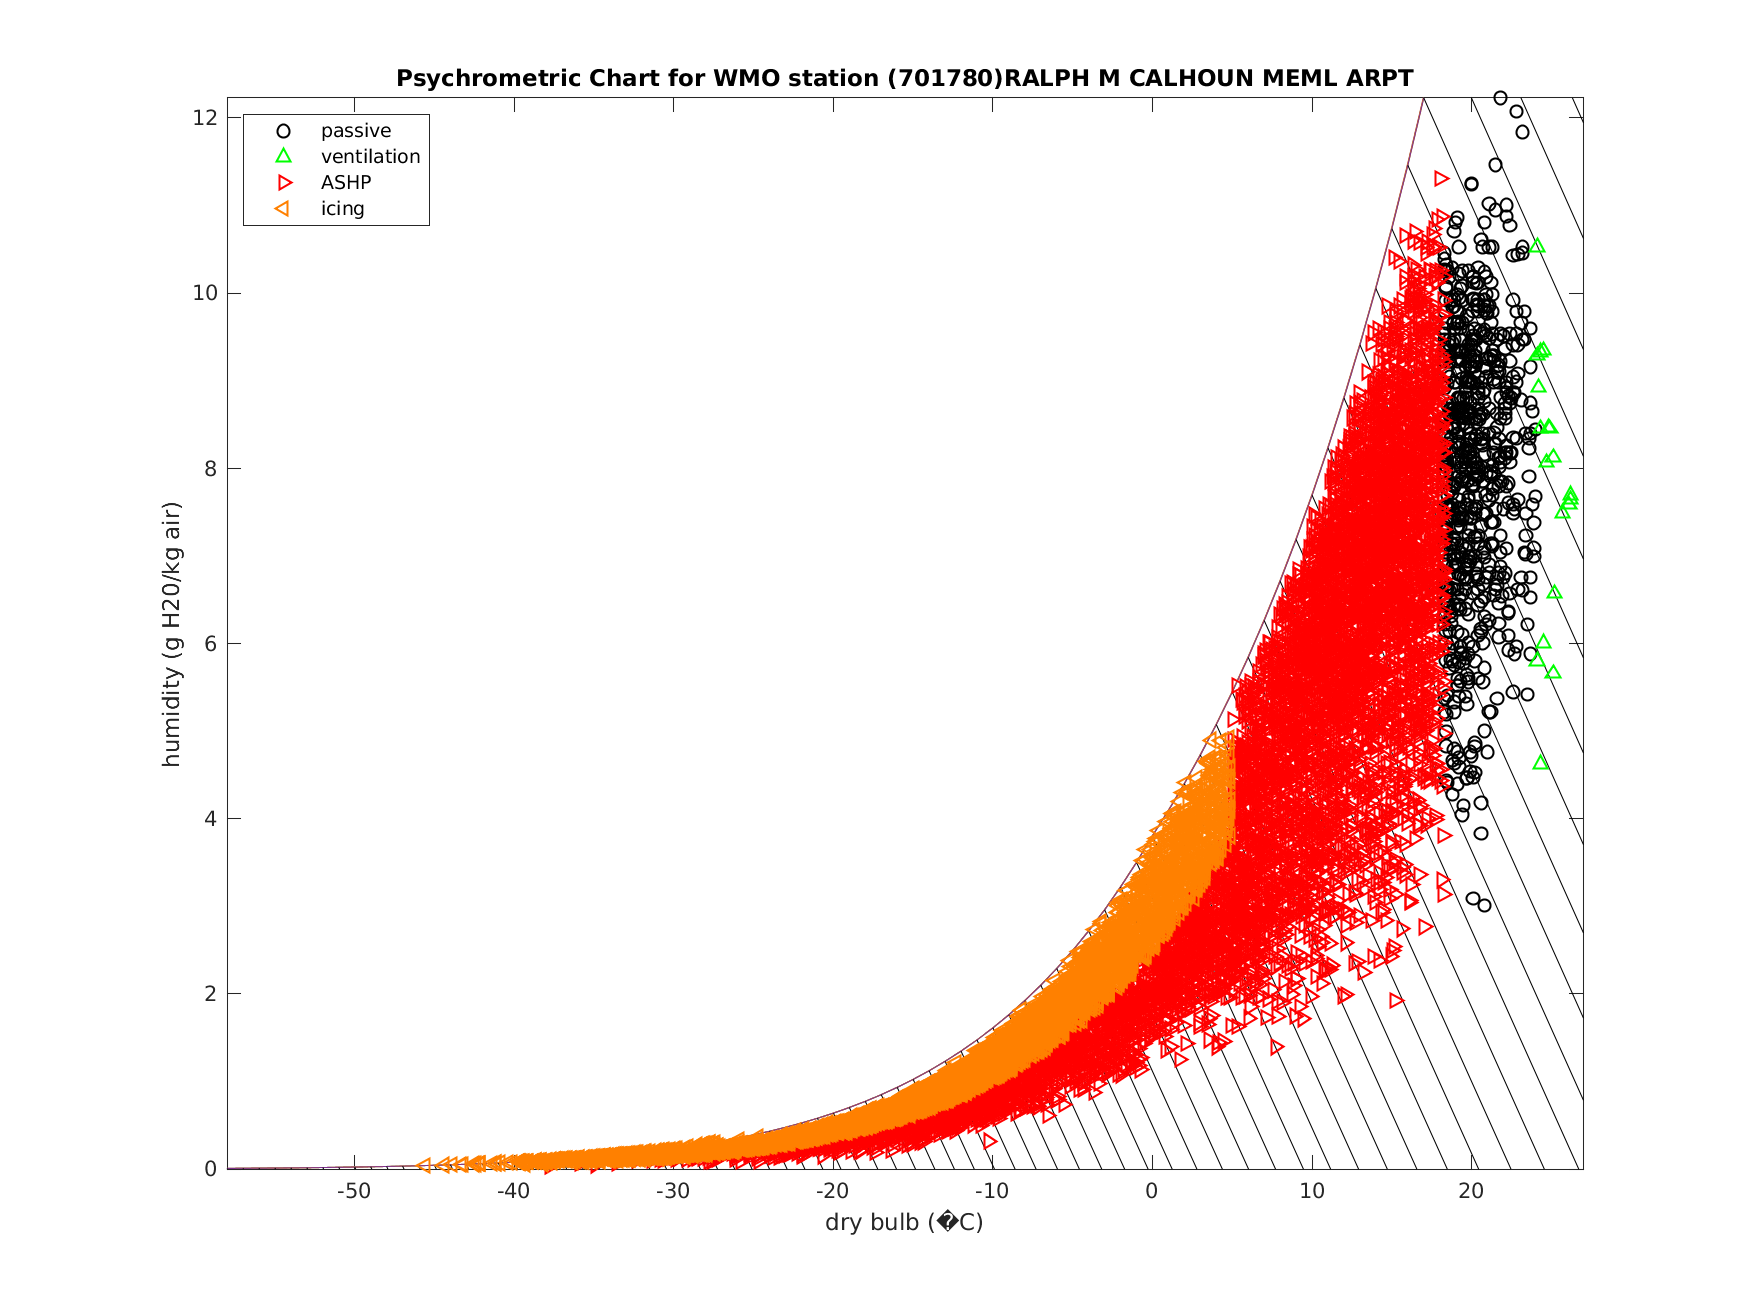 Psychrometric Chart for WMO station (701780)RALPH M CALHOUN MEML ARPT
passive
ventilation
ASHP
icing
12
10
8
6
4
2
0
humidity (g H20/kg air)
-50 -40 -30 -20 -10 0 10 20
dry bulb (�C)